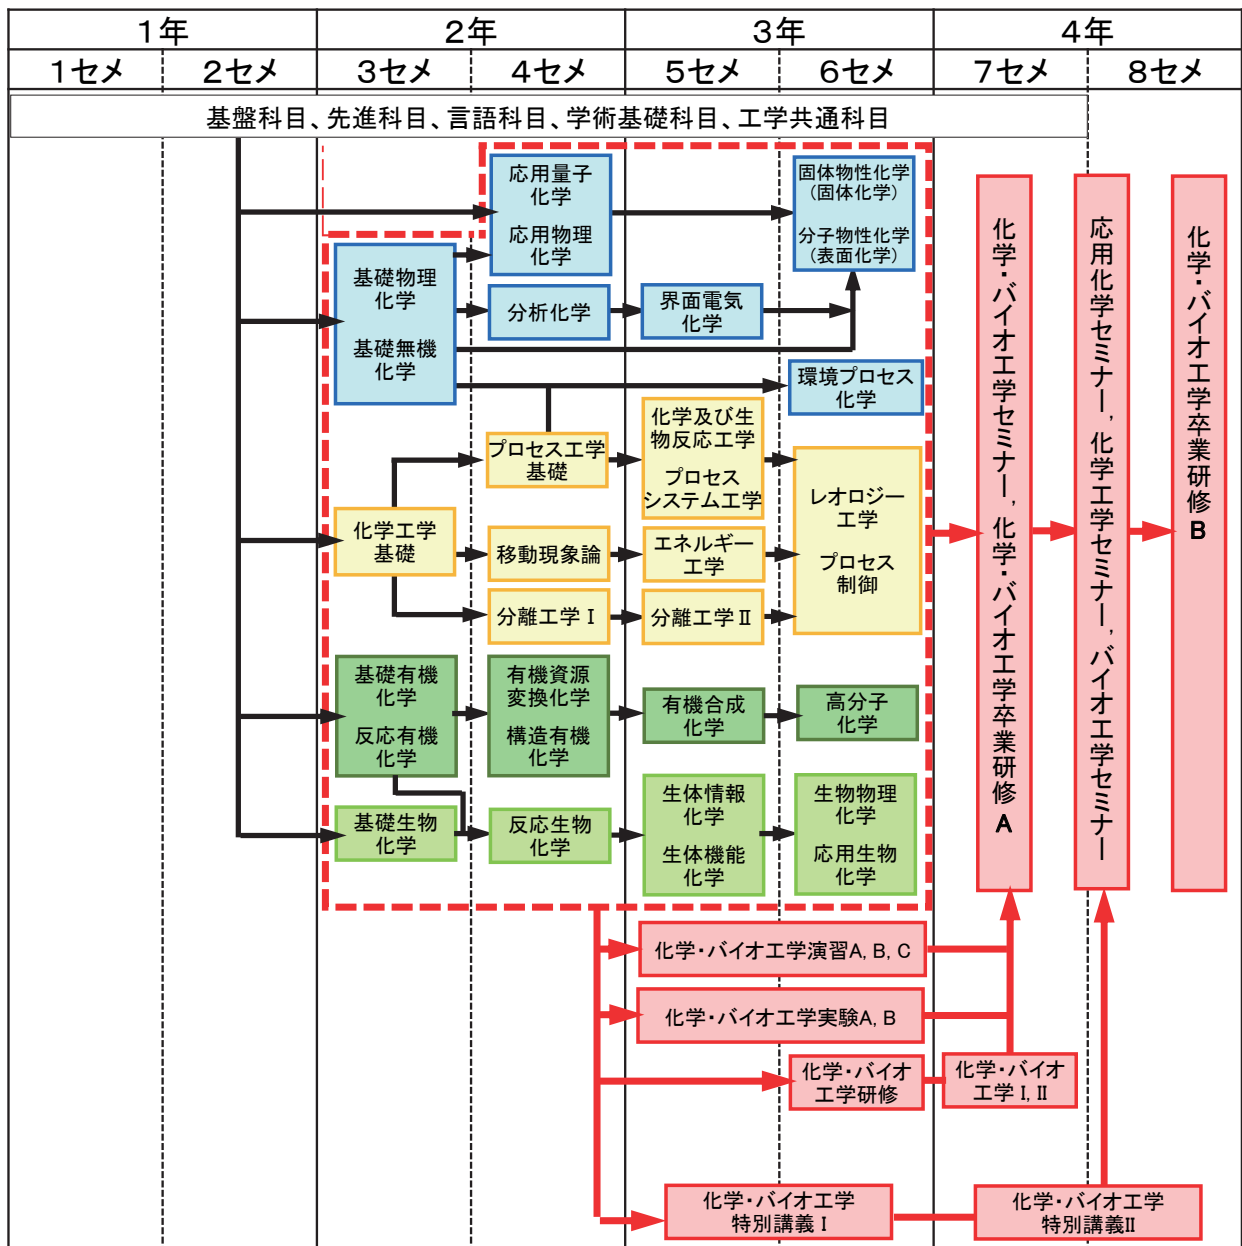 1年
2年
3年
4年
1セメ
2セメ
3セメ
4セメ
5セメ
6セメ
7セメ
8セメ
基盤科目、先進科目、言語科目、学術基礎科目、工学共通科目
応用量子
化学
応用物理
化学
固体物性化学
(固体化学)
分子物性化学
(表面化学)
基礎物理
化学
基礎無機
化学
分析化学
界面電気
化学
環境プロセス
化学
プロセス工学
基礎
化学及び生
物反応工学
プロセス
システム工学
レオロジー
工学
プロセス
制御
化学工学
基礎
移動現象論
エネルギー
工学
分離工学Ⅰ
分離工学Ⅱ
基礎有機
化学
反応有機
化学
有機資源
変換化学
構造有機
化学
有機合成
化学
高分子
化学
基礎生物
化学
反応生物
化学
生体情報
化学
生体機能
化学
生物物理
化学
応用生物
化学
化学・バイオ工学セミナー, 化学・バイオ工学卒業研修 A
応用化学セミナー, 化学工学セミナー, バイオ工学セミナー
化学・バイオ工学卒業研修 B
化学・バイオ工学演習A, B, C
化学・バイオ工学実験A, B
化学・バイオ
工学研修
化学・バイオ
工学Ⅰ, Ⅱ
化学・バイオ工学
特別講義Ⅰ
化学・バイオ工学
特別講義Ⅱ